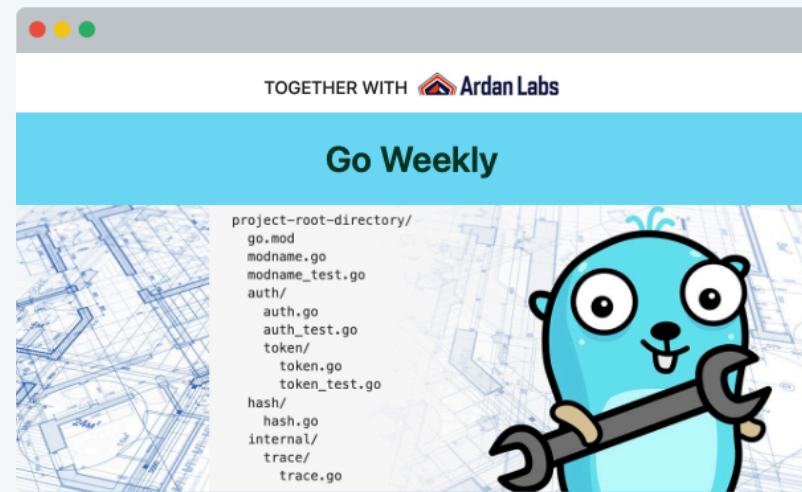 TOGETHER WITH Ardan Labs
Go Weekly
project-root-directory/
go.mod
modname.go
modname_test.go
auth/
auth.go
auth_test.go
token/
token.go
token_test.go
hash/
hash.go
internal/
trace/
trace.go